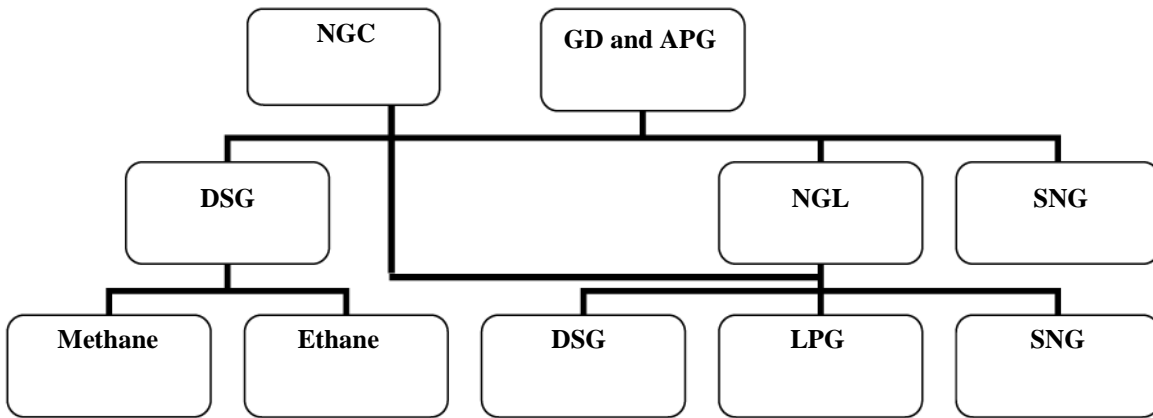 NGC
GD and APG
DSG
NGL
SNG
Methane
Ethane
DSG
LPG
SNG